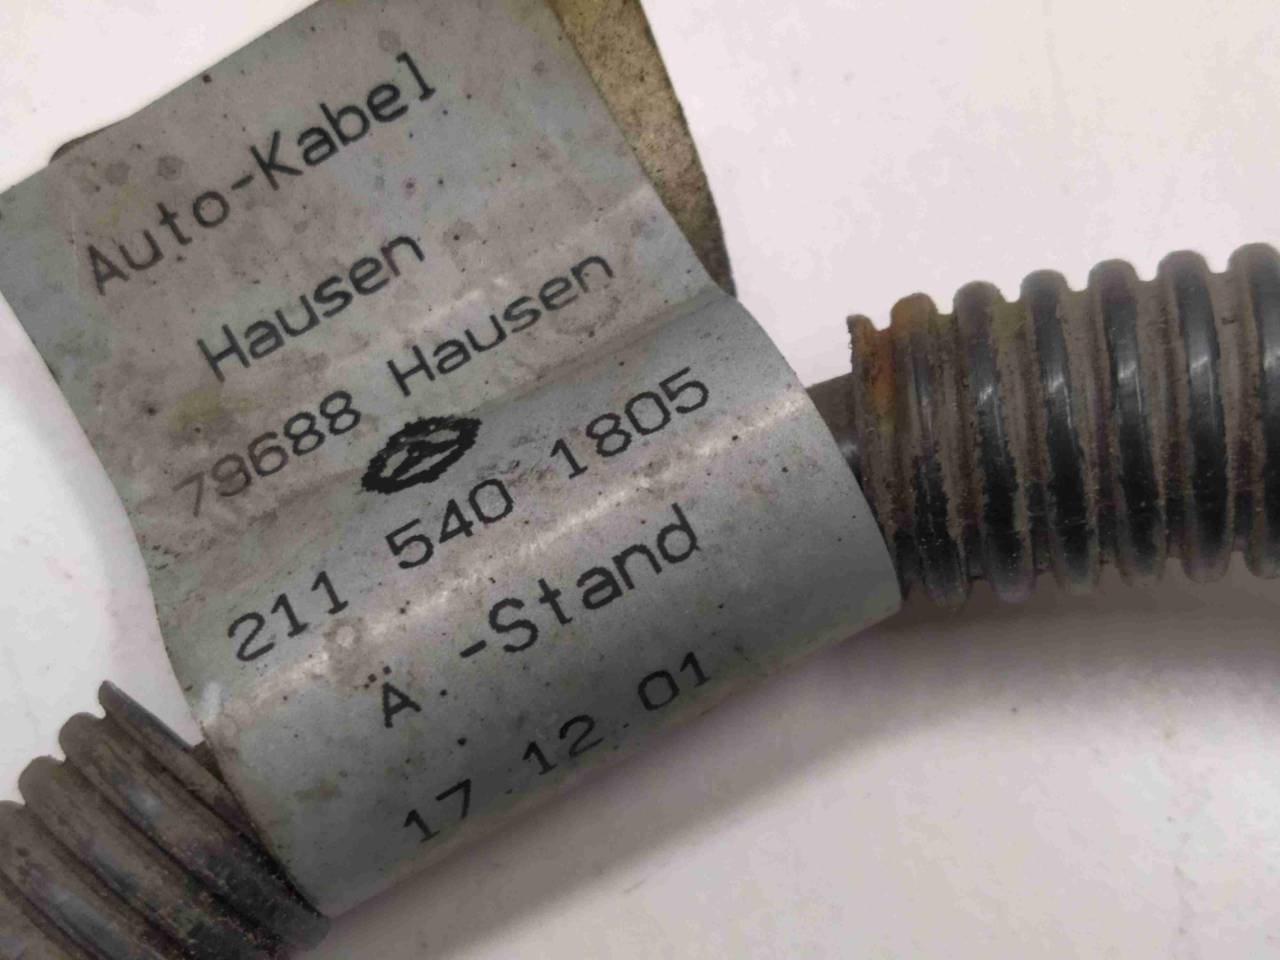 Auto-Kabel
Hausen
79688 Hausen
211 540 1805
Ä.-Stand
17.12.01